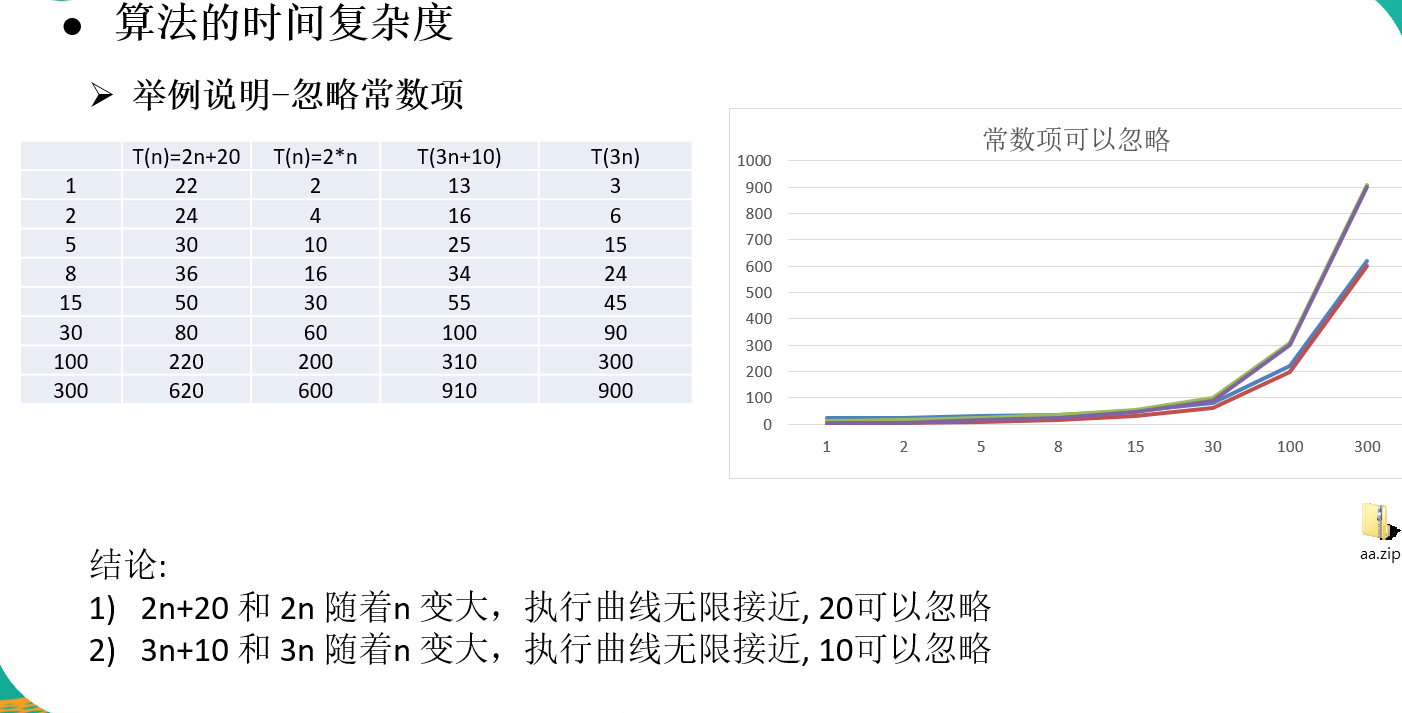 算法的时间复杂度
举例说明-忽略常数项
T(n)=2n+20 T(n)=2*n T(3n+10) T(3n)
1 22 2 13 3
2 24 4 16 6
5 30 10 25 15
8 36 16 34 24
15 50 30 55 45
30 80 60 100 90
100 220 200 310 300
300 620 600 910 900
常数项可以忽略
1000
900
800
700
600
500
400
300
200
100
0
1 2 5 8 15 30 100 300
aa.zip
结论:
1) 2n+20 和 2n 随着n 变大，执行曲线无限接近, 20可以忽略
2) 3n+10 和 3n 随着n 变大，执行曲线无限接近, 10可以忽略